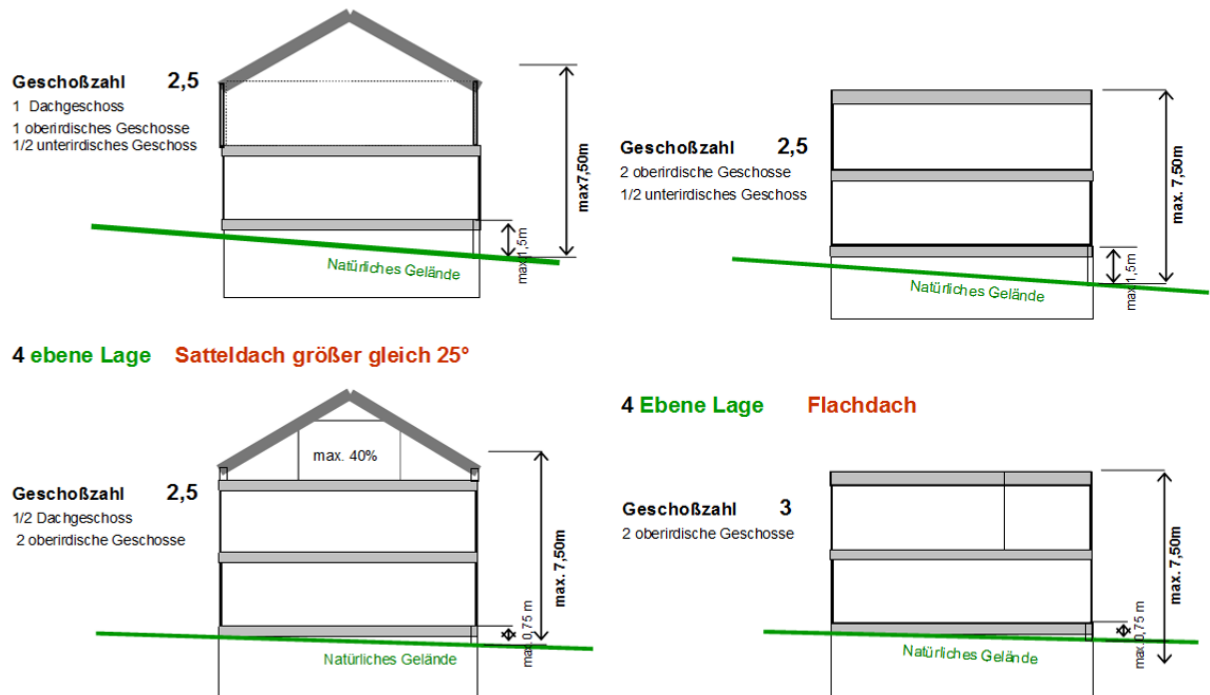 Geschoßzahl 2,5
1 Dachgeschoss
1 oberirdisches Geschosse
1/2 unterirdisches Geschoss
max7,50m
max 1,5m
Natürliches Gelände
Geschoßzahl 2,5
2 oberirdische Geschosse
1/2 unterirdisches Geschoss
max. 7,50m
max 1,5m
Natürliches Gelände
4 ebene Lage Satteldach größer gleich 25°
max. 40%
Geschoßzahl 2,5
1/2 Dachgeschoss
2 oberirdische Geschosse
max. 7,50m
max. 0,75 m
Natürliches Gelände
4 Ebene Lage Flachdach
Geschoßzahl 3
2 oberirdische Geschosse
max. 7,50m
max. 0,75 m
Natürliches Gelände